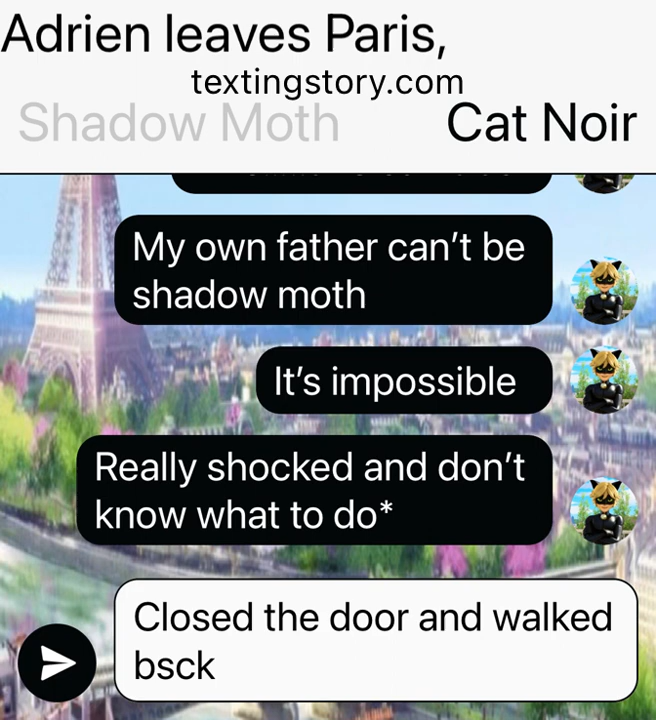 Adrien leaves Paris,
textingstory.com
Shadow Moth Cat Noir
My own father can't be
shadow moth
It's impossible
Really shocked and don't
know what to do*
Closed the door and walked
bsck